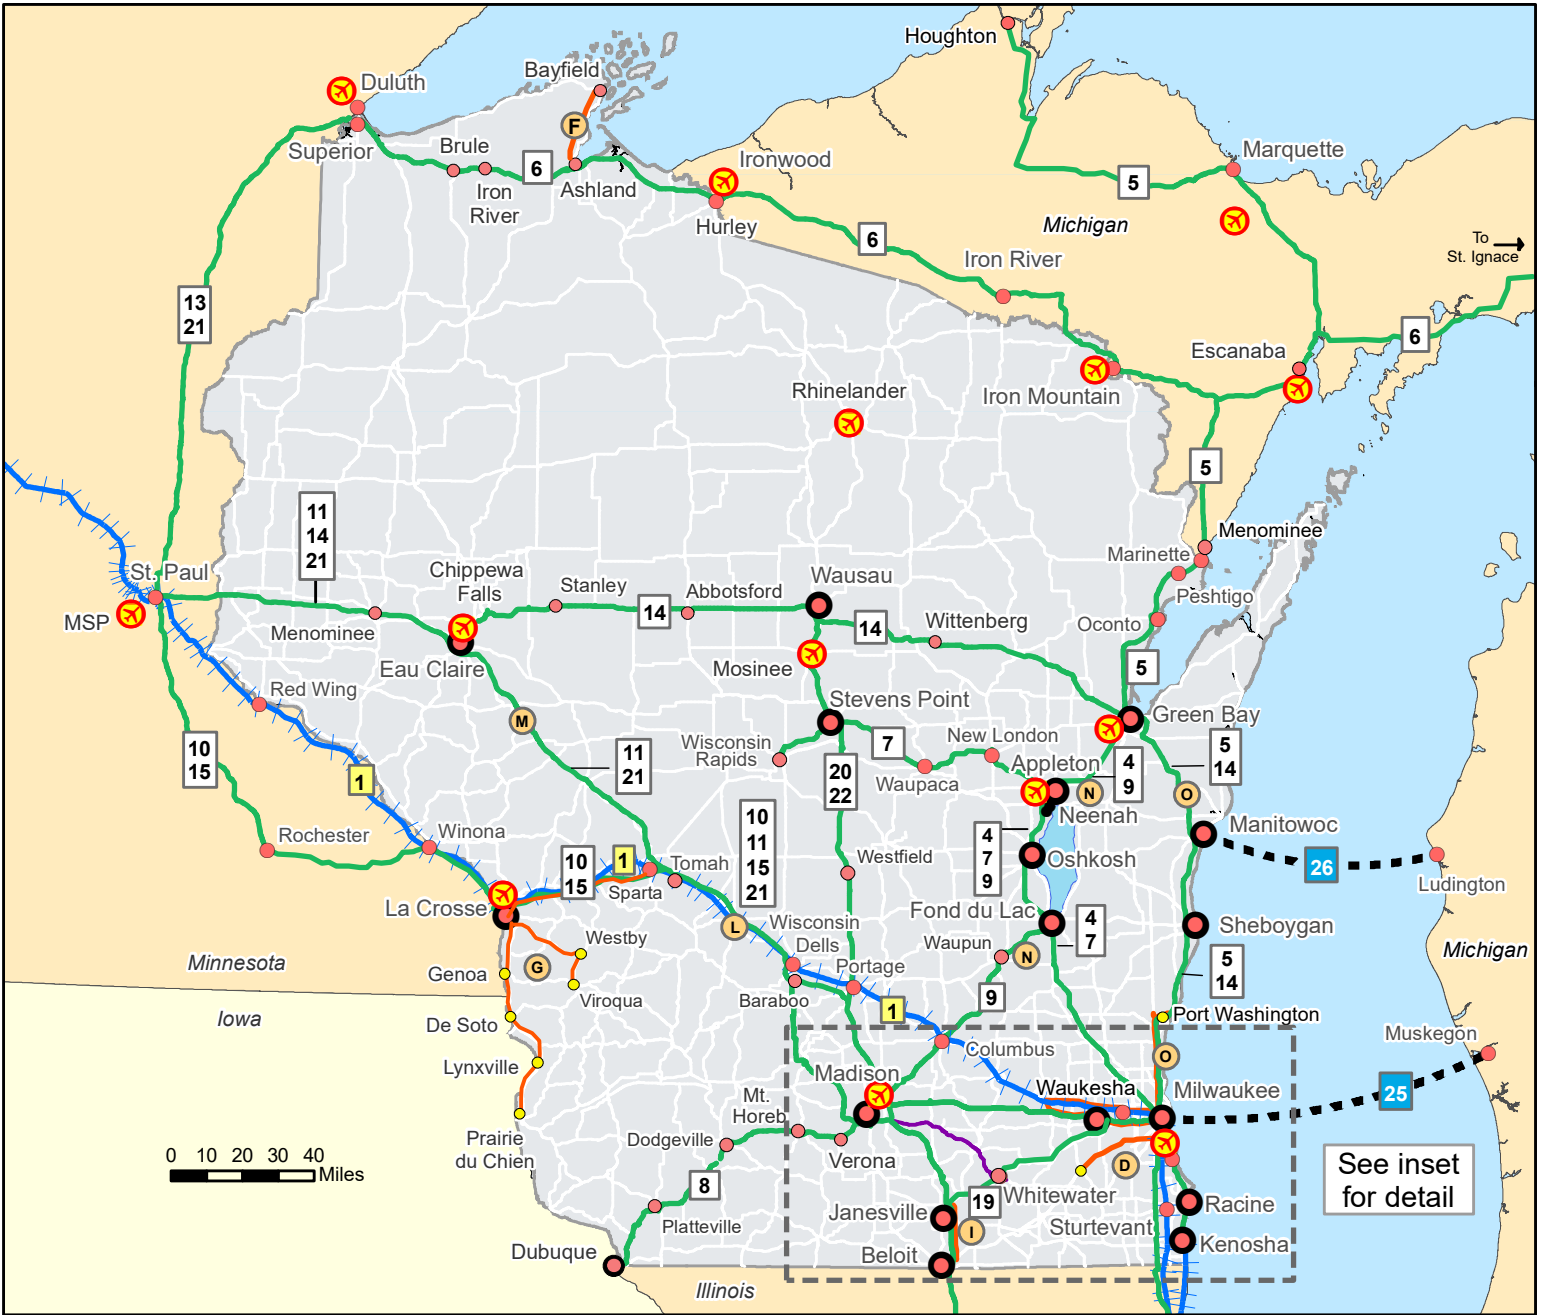 Houghton
Duluth
Bayfield
F
Superior
Brule
6
Iron
River
Ashland
Ironwood
Hurley
Marquette
5
Michigan
6
Iron River
To
St. Ignace
13
21
6
Escanaba
Iron Mountain
Rhinelander
5
11
14
21
Menominee
Marinette
Peshtigo
Oconto
St. Paul
MSP
Chippewa
Falls
Stanley
14
Abbotsford
Wausau
14
Wittenberg
Menominee
Eau Claire
Mosinee
5
Red Wing
M
Stevens Point
Green Bay
Wisconsin
Rapids
7
New London
Waupaca
Appleton
4
9
N
5
14
O
10
15
1
11
21
20
22
Neenah
Manitowoc
26
Ludington
Rochester
Winona
10
15
1
Sparta
Tomah
10
11
15
21
Westfield
4
7
9
Oshkosh
La Crosse
L
Wisconsin
Dells
Fond du Lac
4
7
Sheboygan
Waupun
N
Westby
Genoa
G
Viroqua
Baraboo
Portage
9
5
14
Michigan
Minnesota
Iowa
De Soto
1
Port Washington
Columbus
O
Muskegon
Lynxville
Madison
Waukesha
Milwaukee
25
Mt.
Horeb
Prairie
du Chien
Dodgeville
Verona
D
0 10 20 30 40
Miles
8
Whitewater
19
See inset
for detail
Platteville
Janesville
I
Sturtevant
Racine
Dubuque
Beloit
Kenosha
Illinois